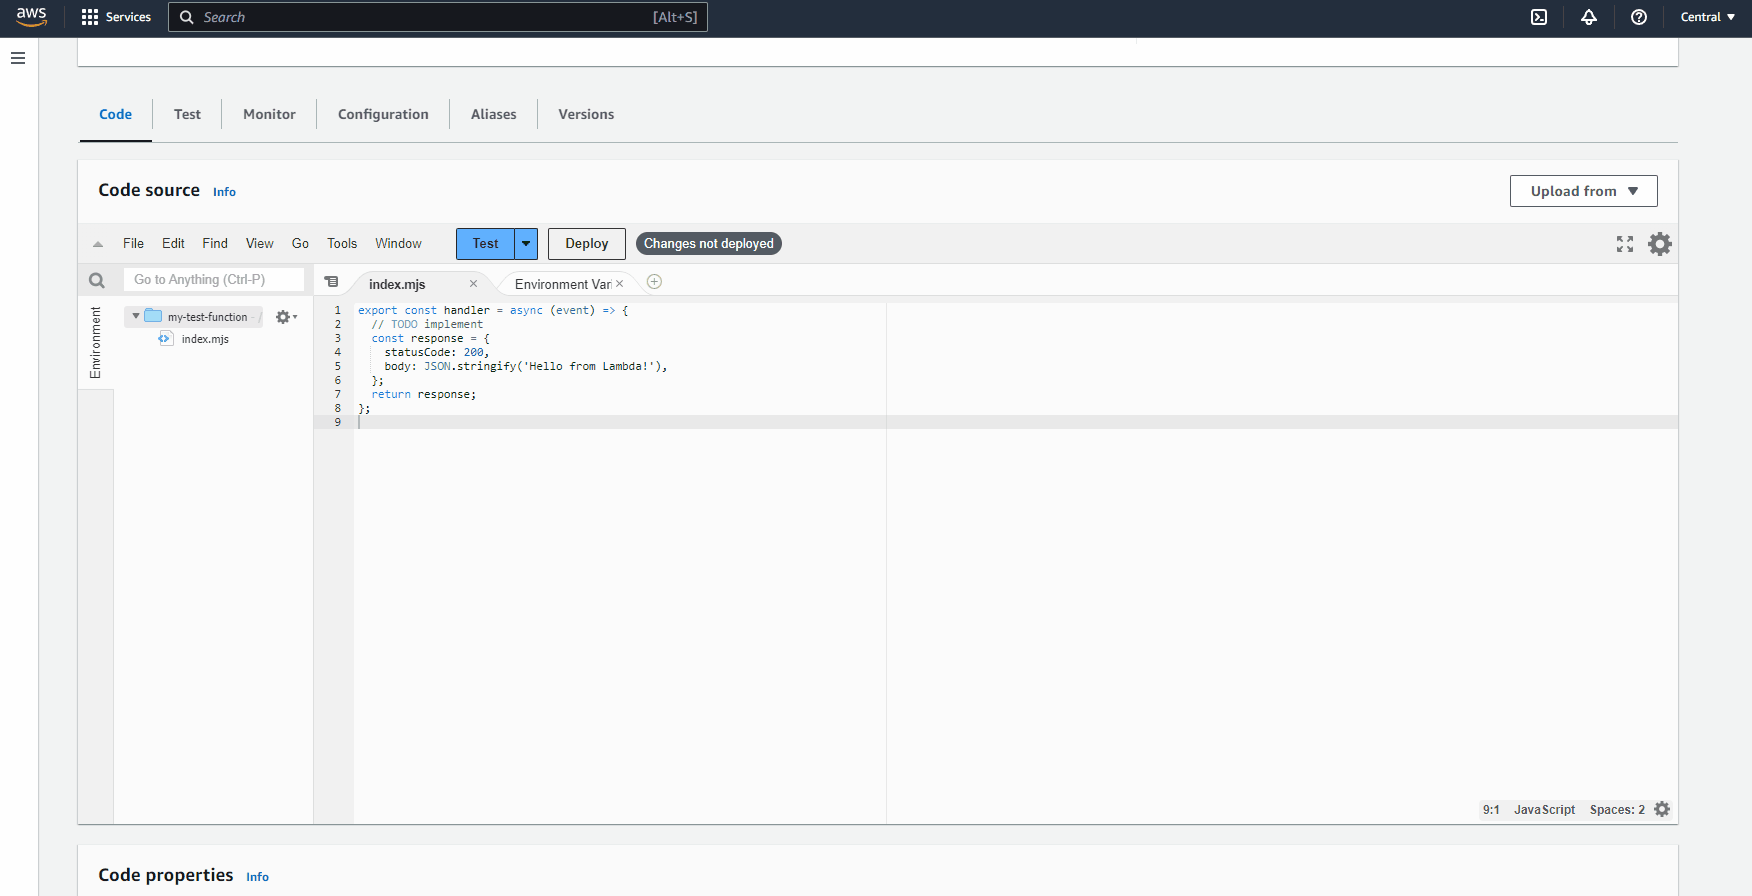 aws Services Search [Alt+S] Central
Code Test Monitor Configuration Aliases Versions
Code source Info Upload from
File Edit Find View Go Tools Window Test Deploy Changes not deployed
Go to Anything (Ctrl-P) index.mjs Environment Vari
Environment
my-test-function - /
index.mjs
1 export const handler = async (event) => {
2 // TODO implement
3 const response = {
4 statusCode: 200,
5 body: JSON.stringify('Hello from Lambda!'),
6 };
7 return response;
8 };
9
9:1 JavaScript Spaces: 2
Code properties Info